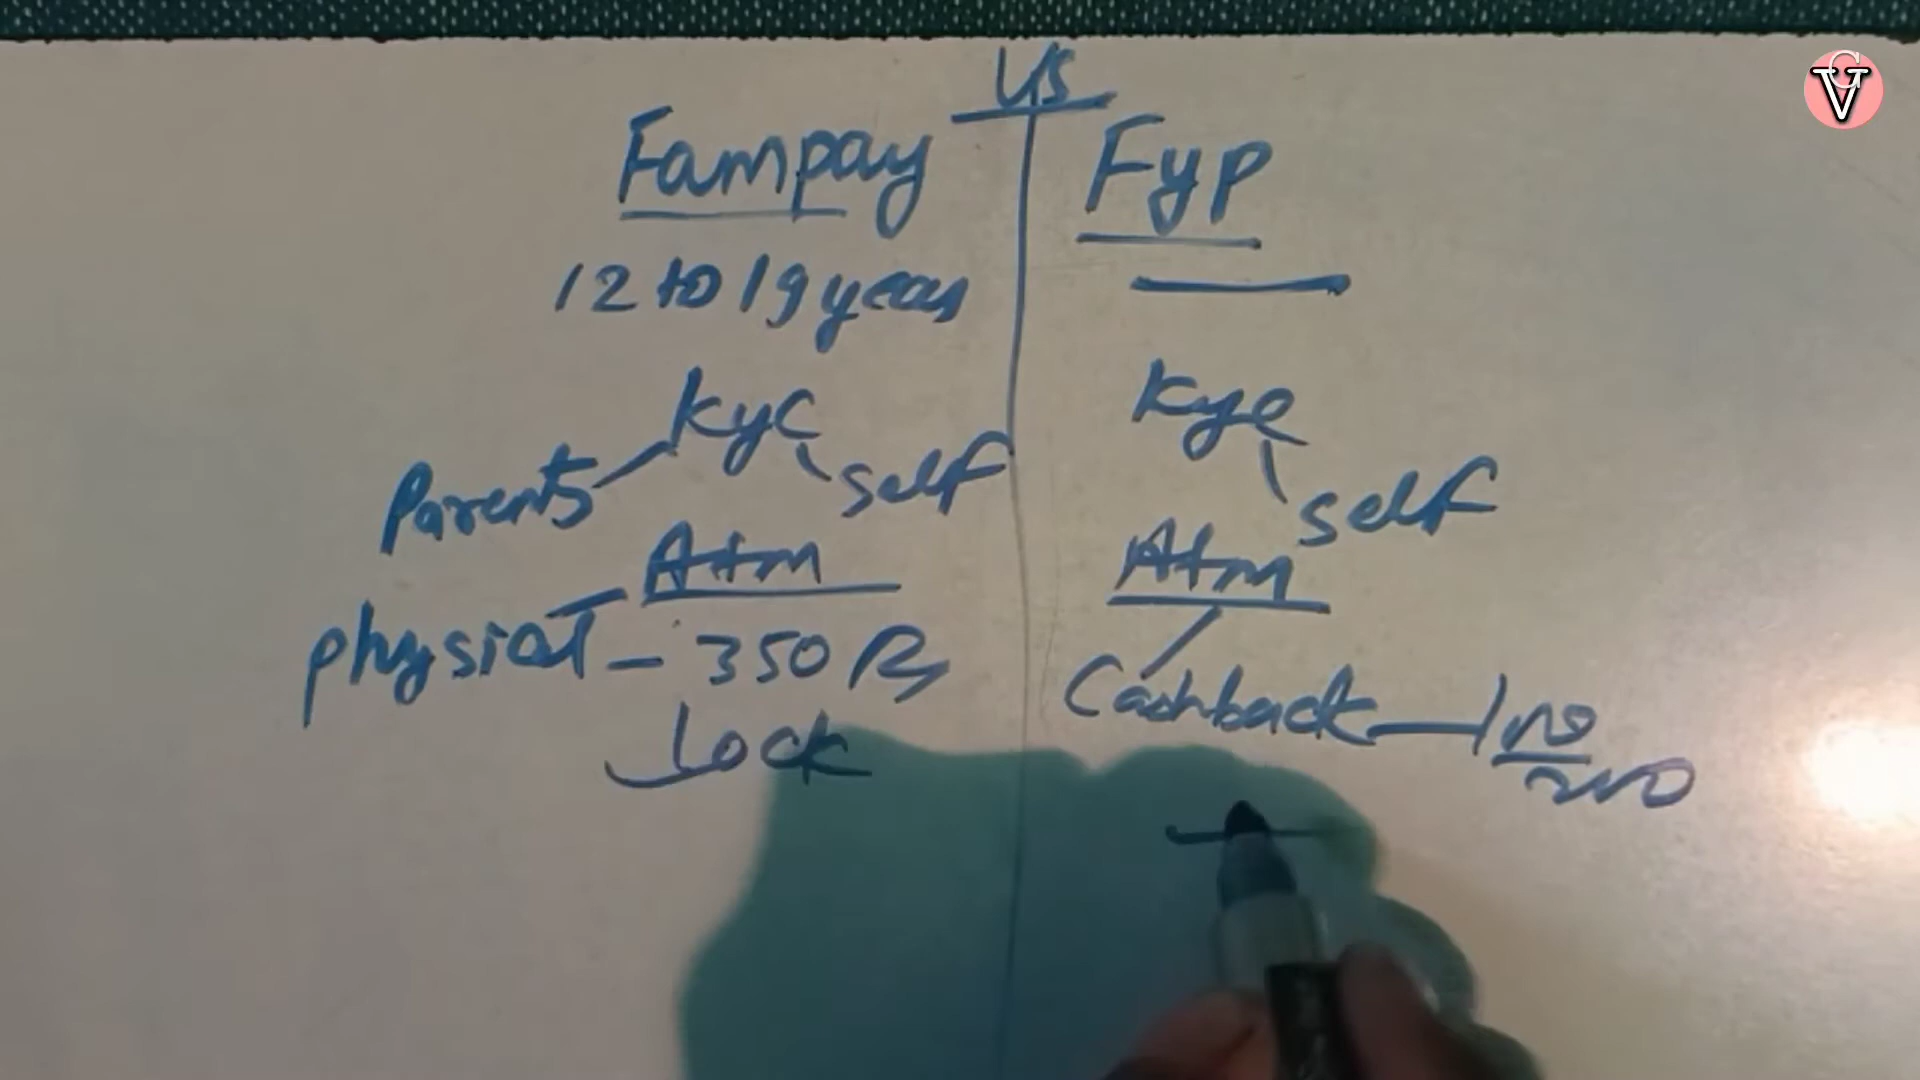 VS
Fampay
Fyp
12 to 19 years
Kyc
Parents
self
Kyc
self
Atm
Physical - 350 Rs
Lock
Atm
Cashback